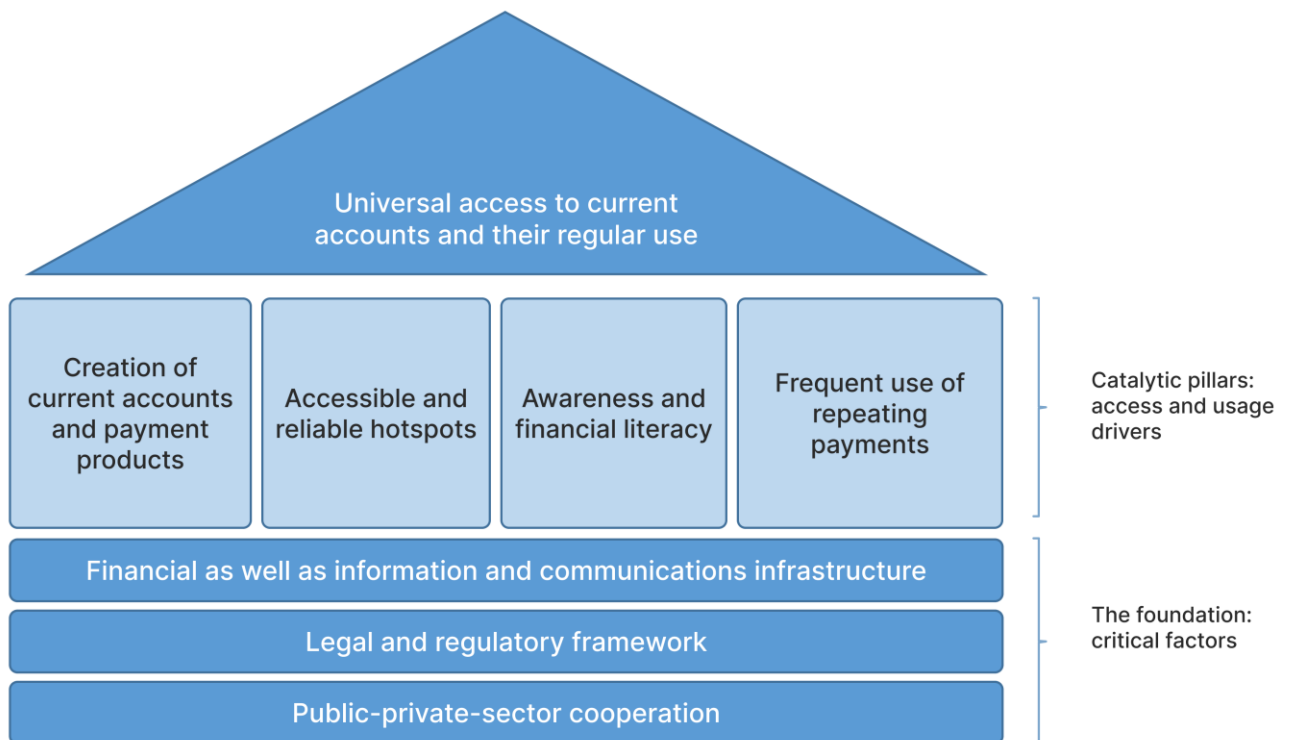 Universal access to current
accounts and their regular use
Creation of
current accounts
and payment
products
Accessible and
reliable hotspots
Awareness and
financial literacy
Frequent use of
repeating
payments
Catalytic pillars:
access and usage
drivers
Financial as well as information and communications infrastructure
Legal and regulatory framework
Public-private-sector cooperation
The foundation:
critical factors